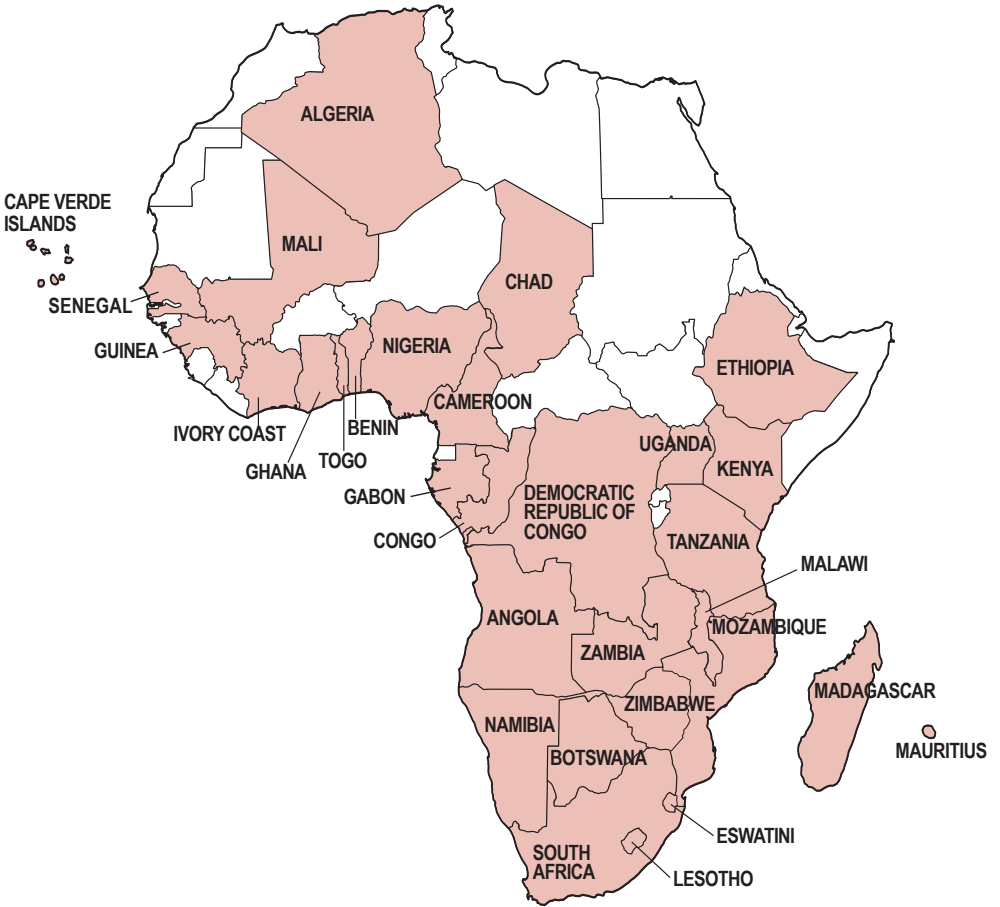 ALGERIA
CAPE VERDE
ISLANDS
MALI
CHAD
SENEGAL
GUINEA
NIGERIA
ETHIOPIA
CAMEROON
IVORY COAST
BENIN
UGANDA
GHANA
TOGO
KENYA
GABON
DEMOCRATIC
REPUBLIC OF
CONGO
CONGO
TANZANIA
MALAWI
ANGOLA
MOZAMBIQUE
ZAMBIA
MADAGASCAR
ZIMBABWE
NAMIBIA
MAURITIUS
BOTSWANA
ESWATINI
SOUTH
AFRICA
LESOTHO